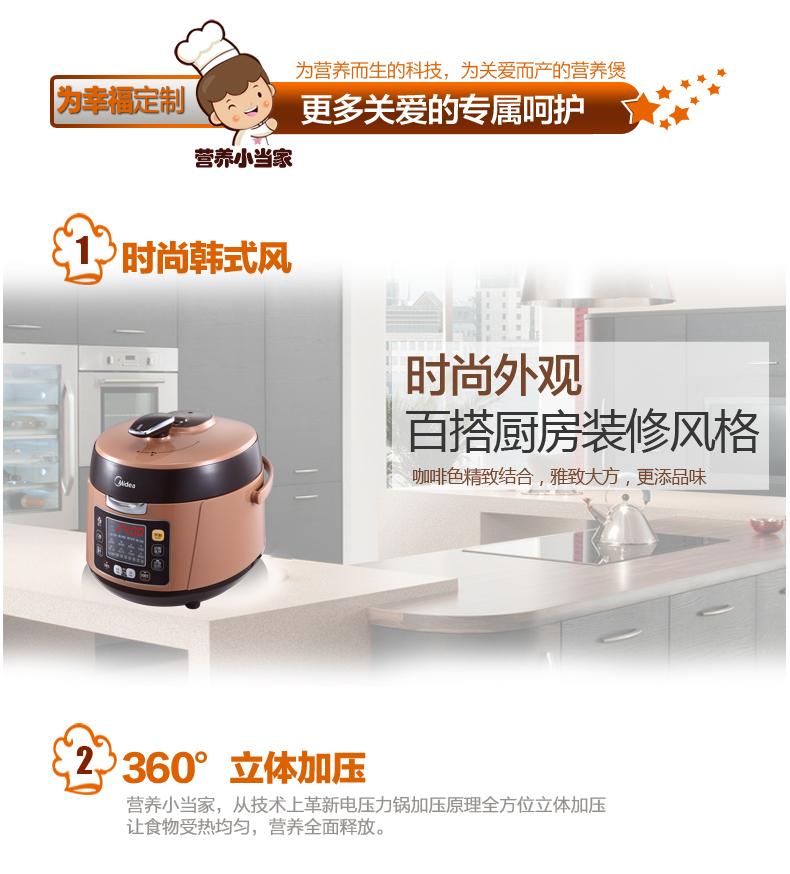 为营养而生的科技，为关爱而产的营养煲
为幸福定制
更多关爱的专属呵护
营养小当家
1 时尚韩式风
时尚外观
百搭厨房装修风格
咖啡色精致结合，雅致大方，更添品味
Midea
2 360°立体加压
营养小当家，从技术上革新电压力锅加压原理全方位立体加压
让食物受热均匀，营养全面释放。